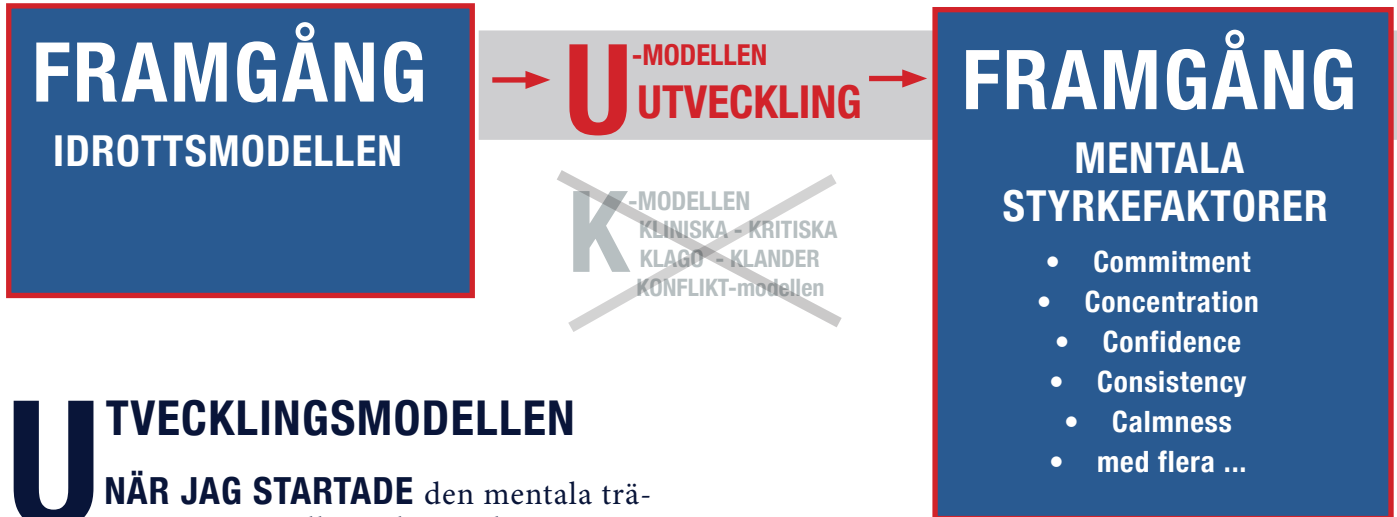 FRAMGÅNG
IDROTTSMODELLEN
U-MODELLEN
UTVECKLING
K-MODELLEN
KLINISKA - KRITISKA
KLAGO - KLANDER
KONFLIKT-modellen
FRAMGÅNG
MENTALA
STYRKEFAKTORER
• Commitment
• Concentration
• Confidence
• Consistency
• Calmness
• med flera ...
UTVECKLINGSMODELLEN
NÄR JAG STARTADE den mentala trä-